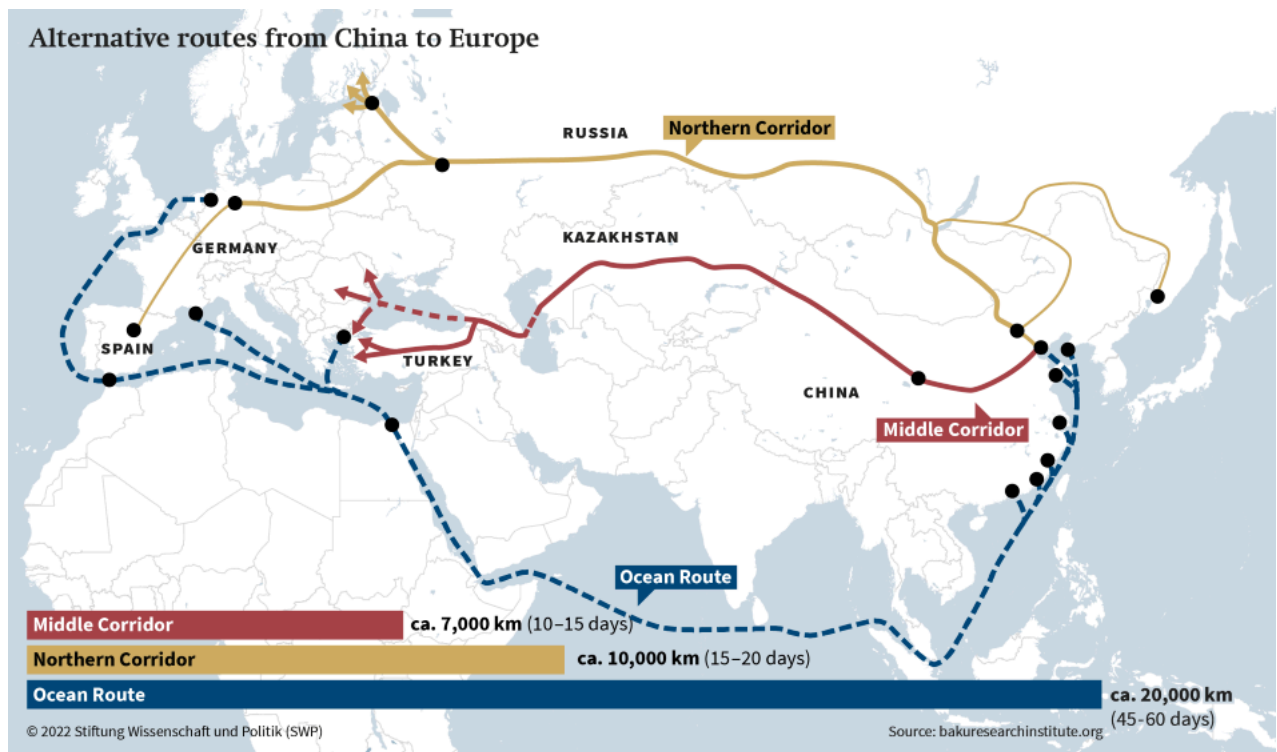 Alternative routes from China to Europe
RUSSIA
Northern Corridor
GERMANY
KAZAKHSTAN
SPAIN
TURKEY
CHINA
Middle Corridor
Ocean Route
Middle Corridor
ca. 7,000 km (10–15 days)
Northern Corridor
ca. 10,000 km (15–20 days)
Ocean Route
ca. 20,000 km
(45-60 days)
© 2022 Stiftung Wissenschaft und Politik (SWP)
Source: bakuresearchinstitute.org